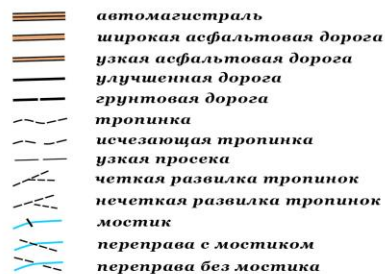 автомагистраль
широкая асфальтовая дорога
узкая асфальтовая дорога
улучшенная дорога
грунтовая дорога
тропинка
исчезающая тропинка
узкая просека
четкая развилка тропинок
нечеткая развилка тропинок
мостик
переправа с мостиком
переправа без мостика